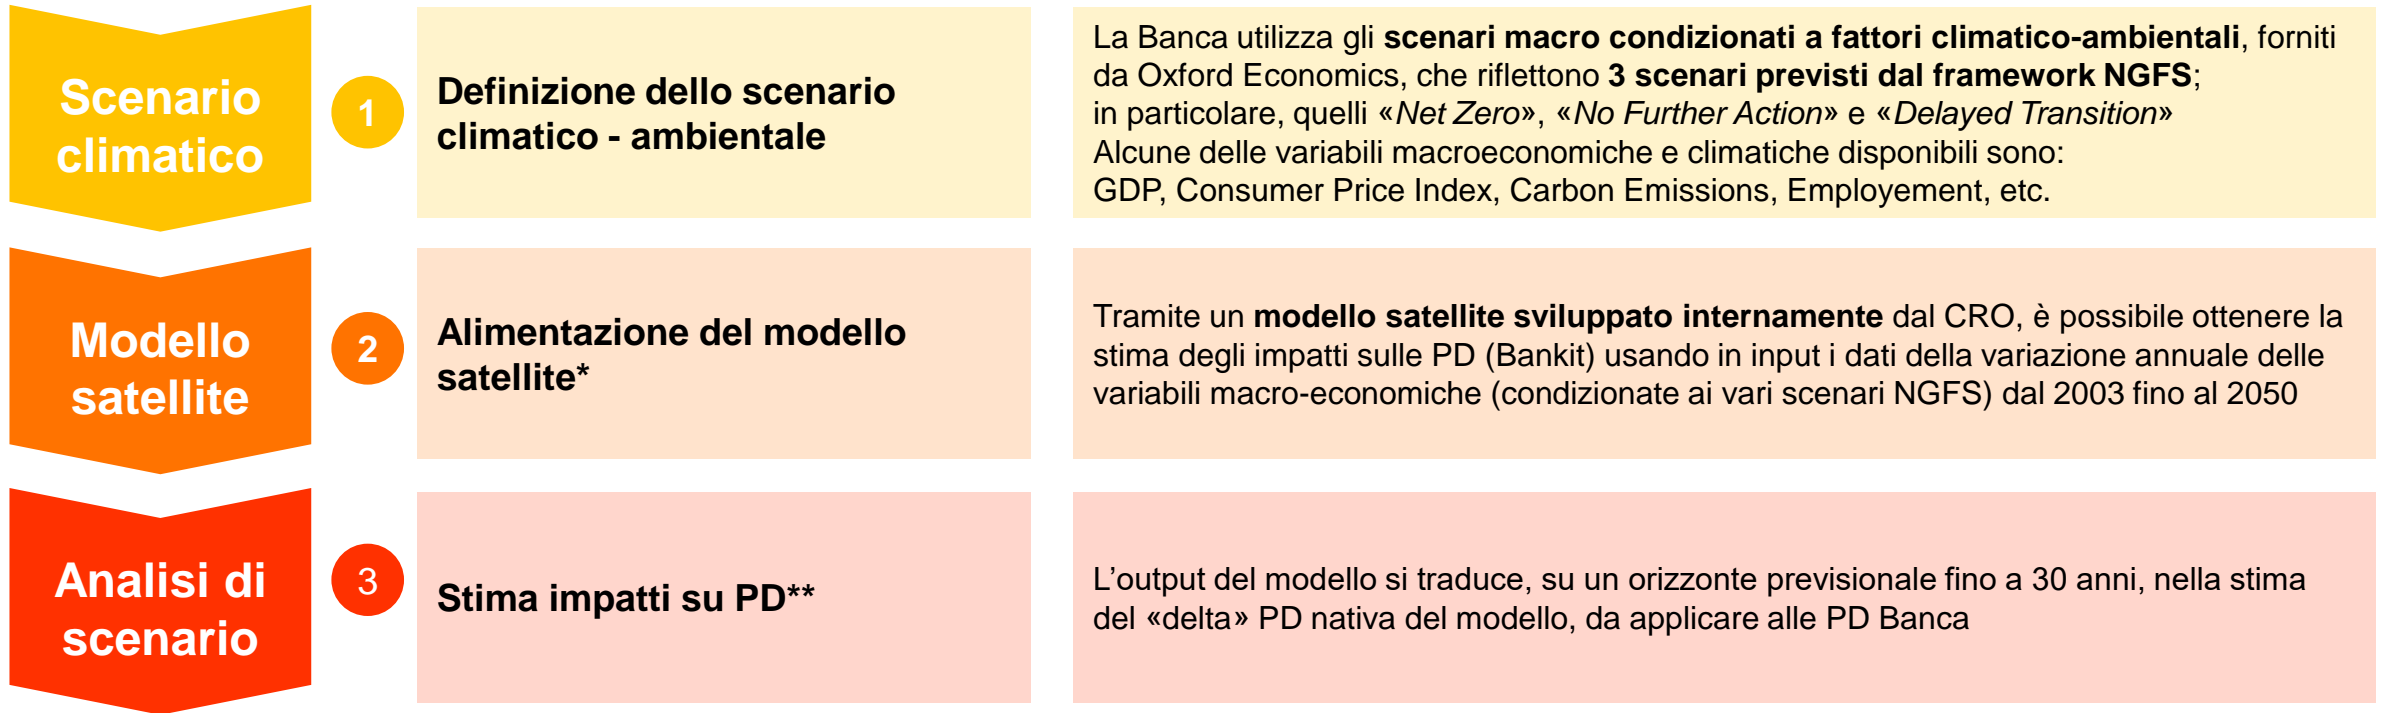 Scenario
climatico
1
Definizione dello scenario
climatico - ambientale
La Banca utilizza gli scenari macro condizionati a fattori climatico-ambientali, forniti
da Oxford Economics, che riflettono 3 scenari previsti dal framework NGFS;
in particolare, quelli «Net Zero», «No Further Action» e «Delayed Transition»
Alcune delle variabili macroeconomiche e climatiche disponibili sono:
GDP, Consumer Price Index, Carbon Emissions, Employement, etc.
Modello
satellite
2
Alimentazione del modello
satellite*
Tramite un modello satellite sviluppato internamente dal CRO, è possibile ottenere la
stima degli impatti sulle PD (Bankit) usando in input i dati della variazione annuale delle
variabili macro-economiche (condizionate ai vari scenari NGFS) dal 2003 fino al 2050
Analisi di
scenario
3
Stima impatti su PD**
L’output del modello si traduce, su un orizzonte previsionale fino a 30 anni, nella stima
del «delta» PD nativa del modello, da applicare alle PD Banca